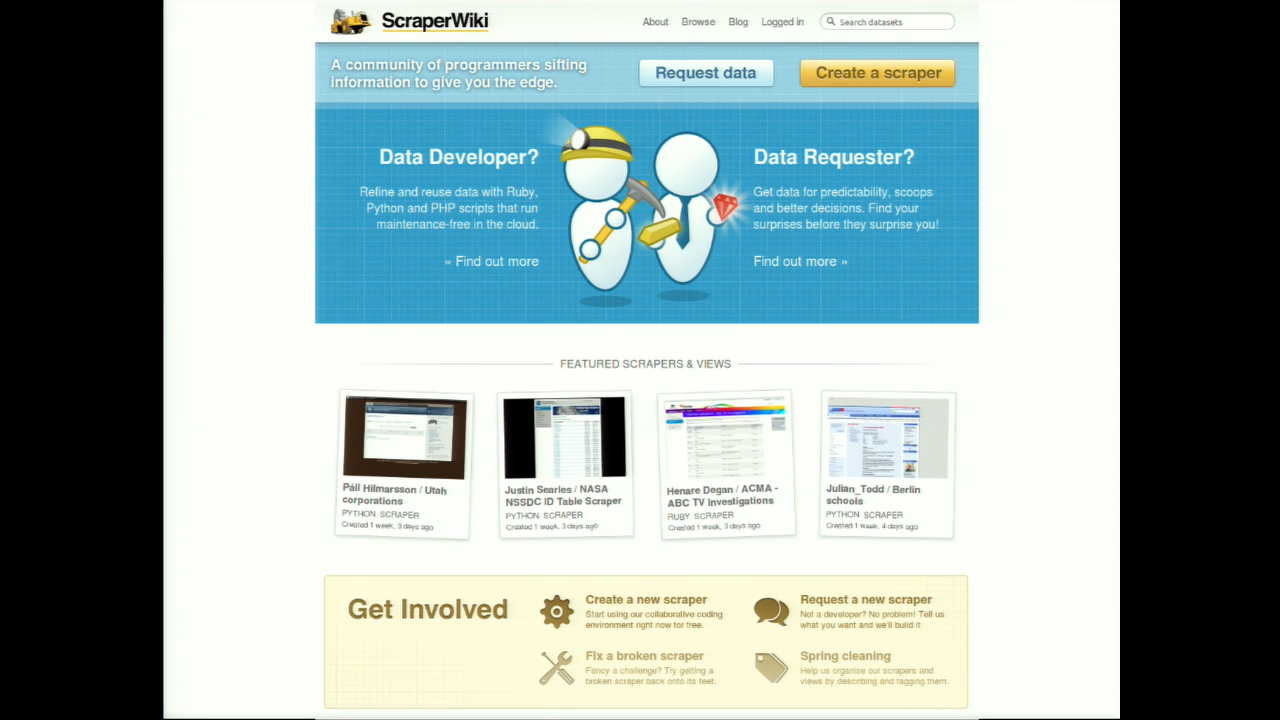 ScraperWiki
About Browse Blog Logged in Search datasets
A community of programmers sifting
information to give you the edge.
Request data
Create a scraper
Data Developer?
Refine and reuse data with Ruby,
Python and PHP scripts that run
maintenance-free in the cloud.
« Find out more
Data Requester?
Get data for predictability, scoops
and better decisions. Find your
surprises before they surprise you!
Find out more »
FEATURED SCRAPERS & VIEWS
Páll Hilmarsson / Utah
corporations
PYTHON SCRAPER
Created 1 week, 3 days ago
Justin Searles / NASA
NSSDC ID Table Scraper
PYTHON SCRAPER
Created 1 week, 3 days ago
Henare Degan / ACMA -
ABC TV Investigations
RUBY SCRAPER
Created 1 week, 3 days ago
Julian_Todd / Berlin
schools
PYTHON SCRAPER
Created 1 week, 4 days ago
Get Involved
Create a new scraper
Start using our collaborative coding
environment right now for free.
Request a new scraper
Not a developer? No problem! Tell us
what you want and we'll build it
Fix a broken scraper
Fancy a challenge? Try getting a
broken scraper back onto its feet.
Spring cleaning
Help us organise our scrapers and
views by describing and tagging them.